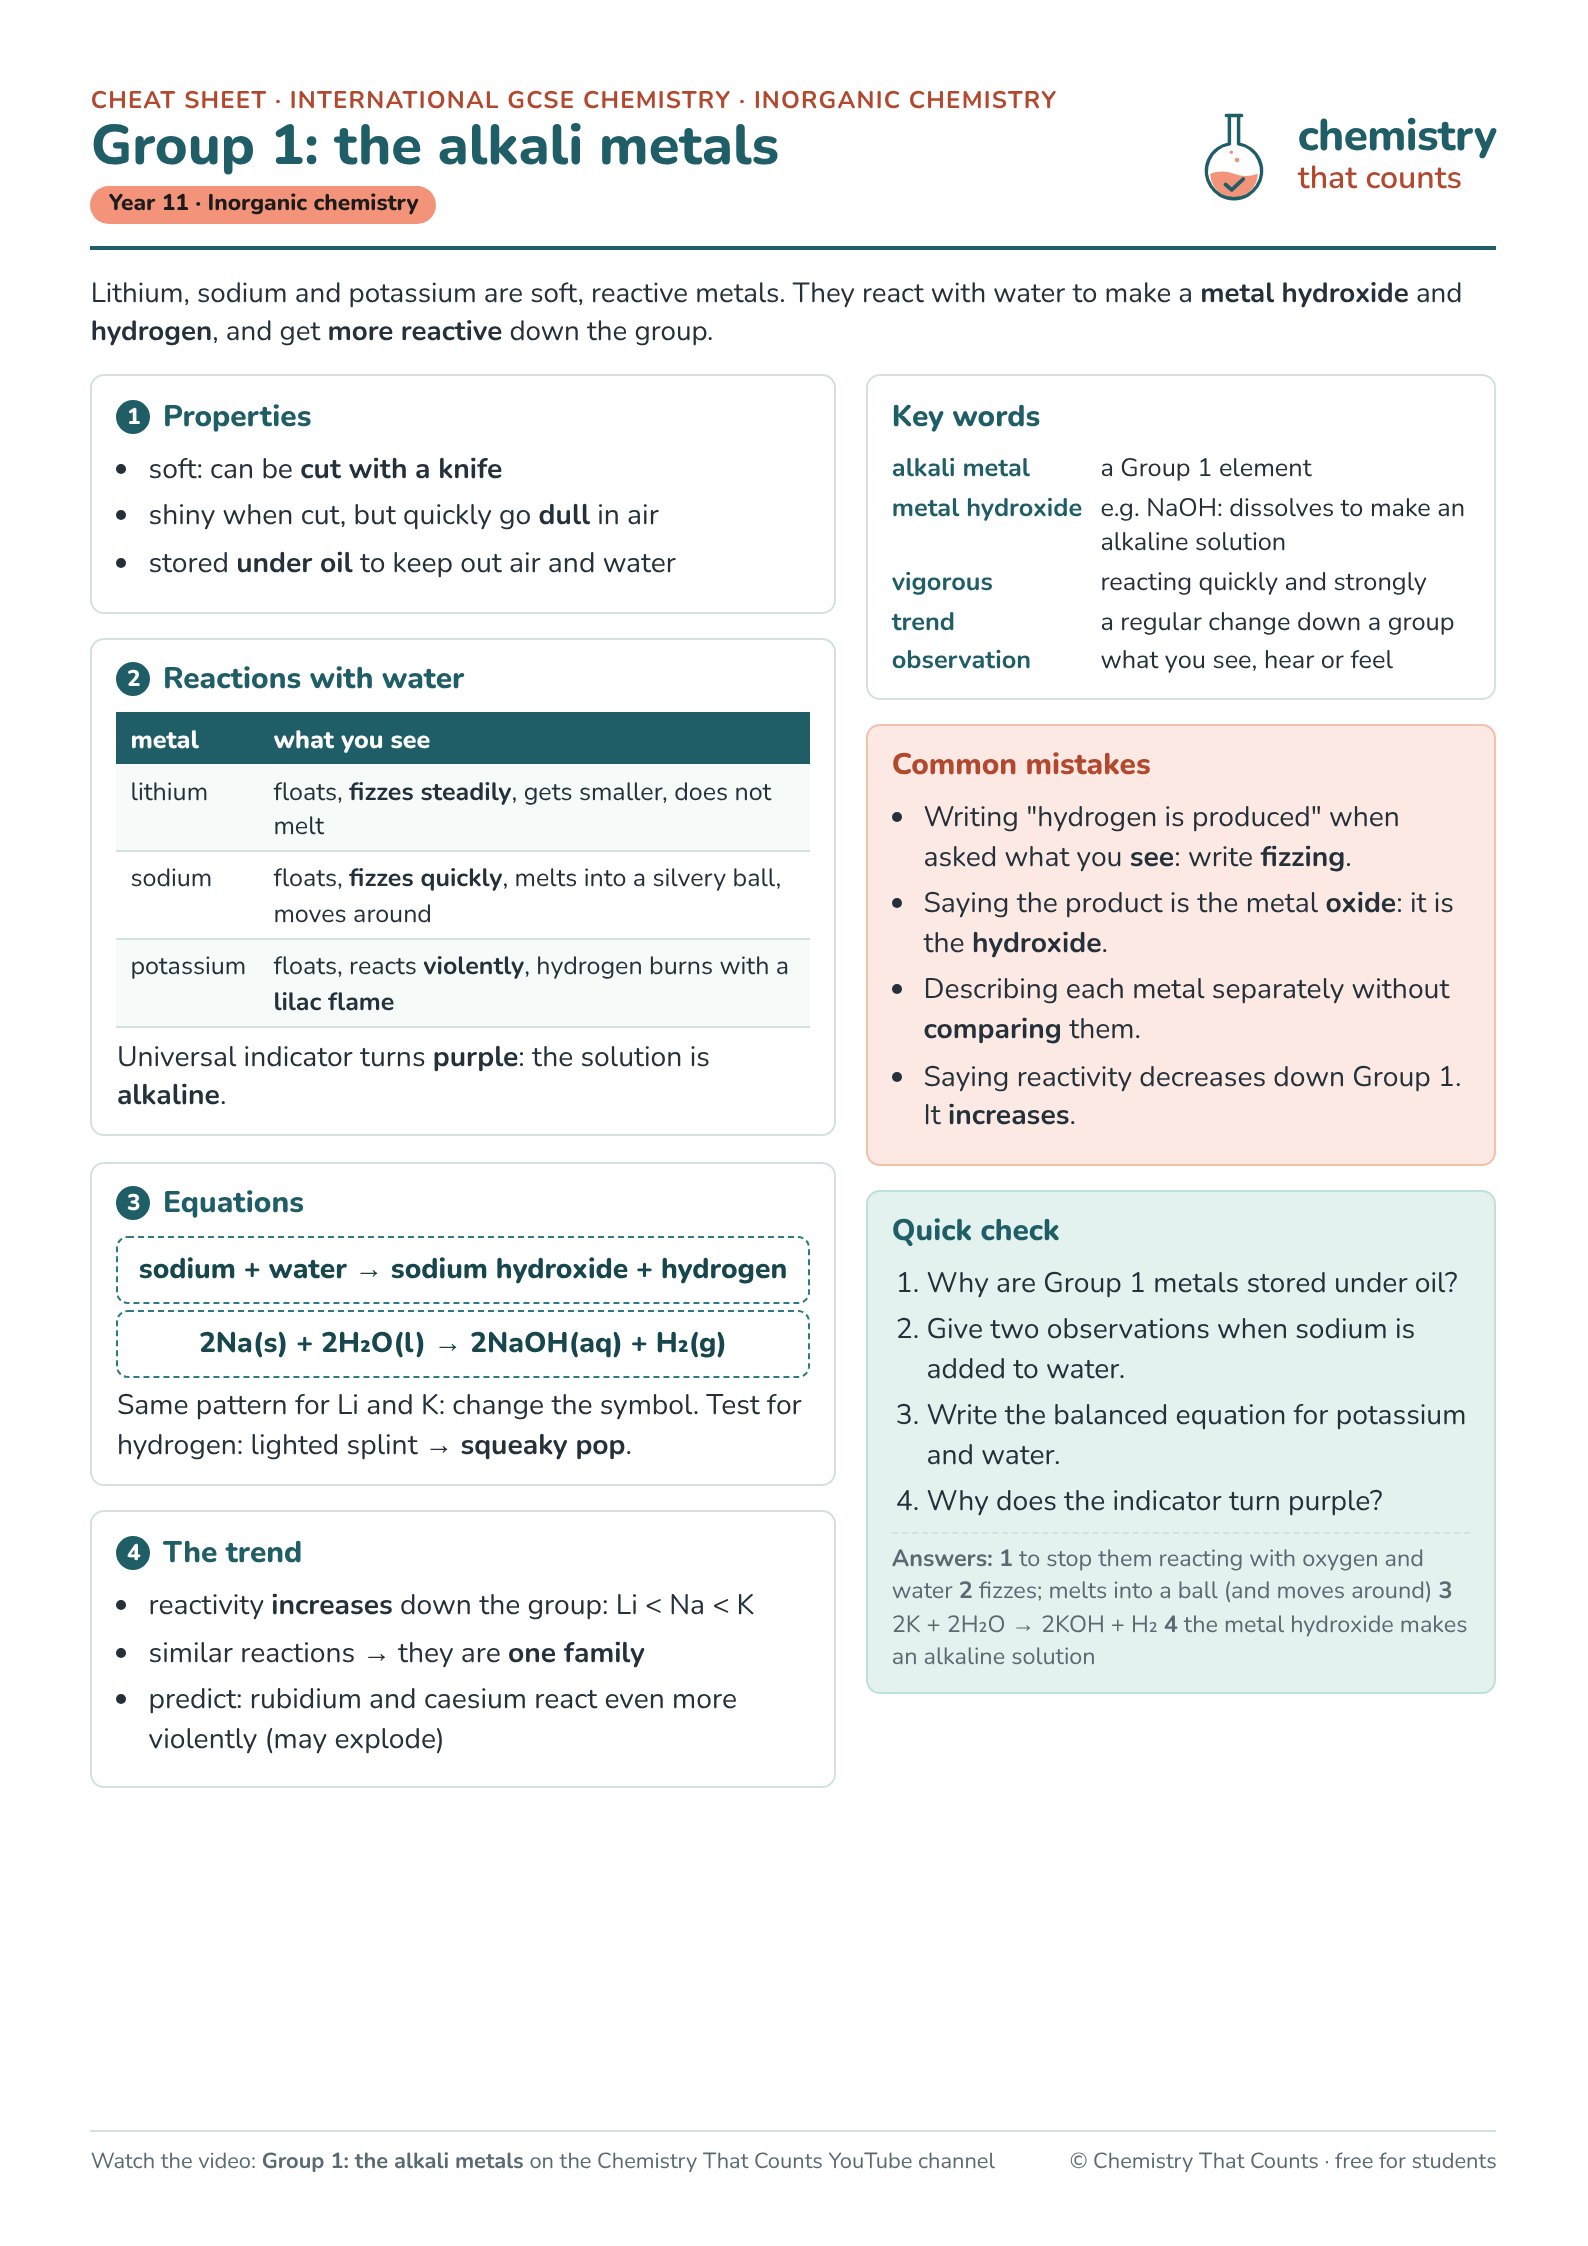 CHEAT SHEET · INTERNATIONAL GCSE CHEMISTRY · INORGANIC CHEMISTRY
Group 1: the alkali metals
Year 11 · Inorganic chemistry
chemistry
that counts
Lithium, sodium and potassium are soft, reactive metals. They react with water to make a metal hydroxide and
hydrogen, and get more reactive down the group.
1 Properties
• soft: can be cut with a knife
• shiny when cut, but quickly go dull in air
• stored under oil to keep out air and water
2 Reactions with water
metal what you see
lithium floats, fizzes steadily, gets smaller, does not
melt
sodium floats, fizzes quickly, melts into a silvery ball,
moves around
potassium floats, reacts violently, hydrogen burns with a
lilac flame
Universal indicator turns purple: the solution is
alkaline.
3 Equations
sodium + water → sodium hydroxide + hydrogen
2Na(s) + 2H₂O(l) → 2NaOH(aq) + H₂(g)
Same pattern for Li and K: change the symbol. Test for
hydrogen: lighted splint → squeaky pop.
4 The trend
• reactivity increases down the group: Li < Na < K
• similar reactions → they are one family
• predict: rubidium and caesium react even more
violently (may explode)
Key words
alkali metal a Group 1 element
metal hydroxide e.g. NaOH: dissolves to make an
alkaline solution
vigorous reacting quickly and strongly
trend a regular change down a group
observation what you see, hear or feel
Common mistakes
• Writing "hydrogen is produced" when
asked what you see: write fizzing.
• Saying the product is the metal oxide: it is
the hydroxide.
• Describing each metal separately without
comparing them.
• Saying reactivity decreases down Group 1.
It increases.
Quick check
1. Why are Group 1 metals stored under oil?
2. Give two observations when sodium is
added to water.
3. Write the balanced equation for potassium
and water.
4. Why does the indicator turn purple?
Answers: 1 to stop them reacting with oxygen and
water 2 fizzes; melts into a ball (and moves around) 3
2K + 2H₂O → 2KOH + H₂ 4 the metal hydroxide makes
an alkaline solution
Watch the video: Group 1: the alkali metals on the Chemistry That Counts YouTube channel
© Chemistry That Counts · free for students